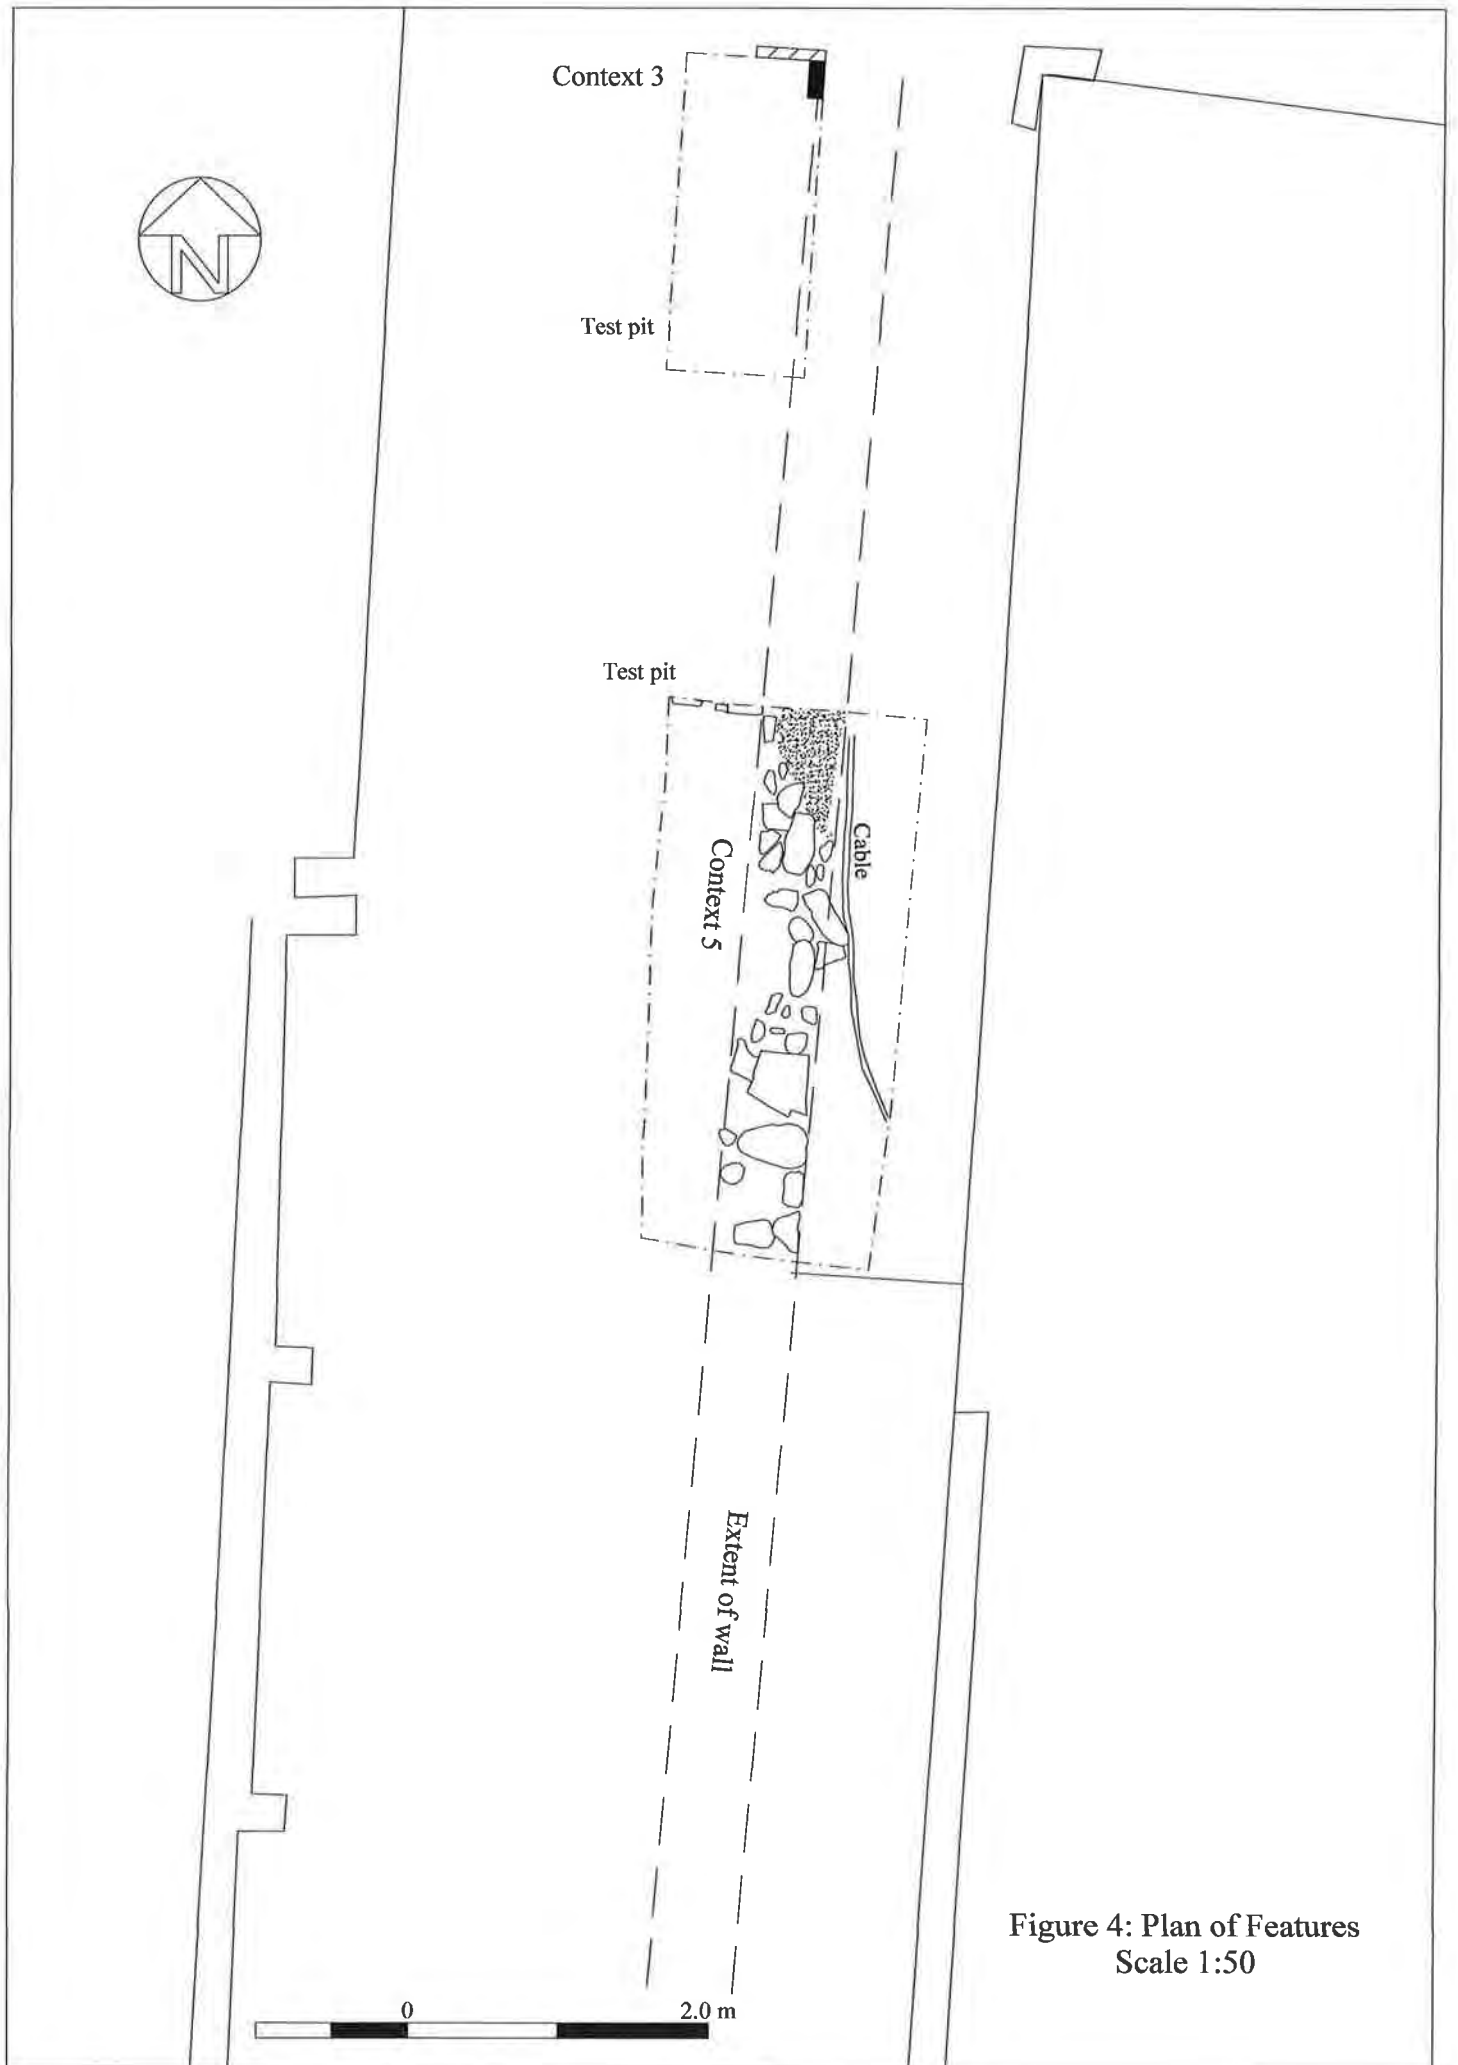 Context 3
N
Test pit
Test pit
Cable
Context 5
Extent of wall
Figure 4: Plan of Features
Scale 1:50
0
2.0 m